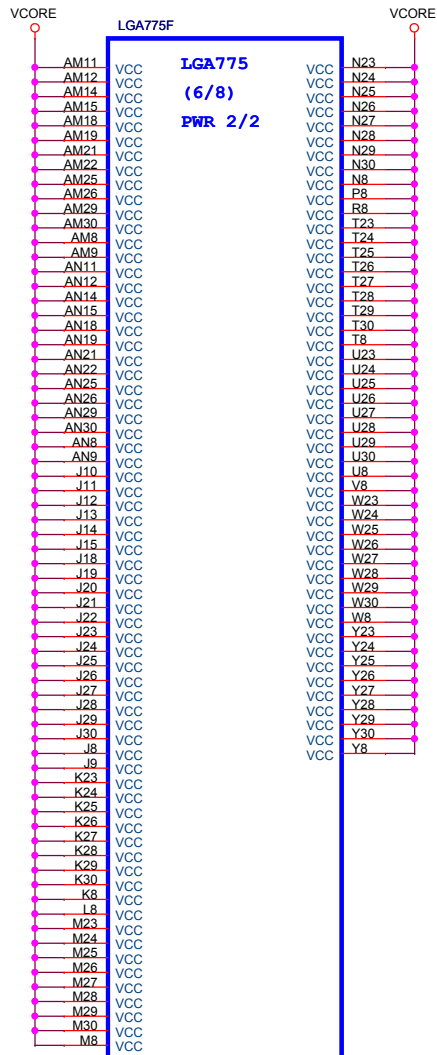 VCORE VCORE
LGA775F
LGA775
(6/8)
PWR 2/2
AM11 VCC VCC N23
AM12 VCC VCC N24
AM14 VCC VCC N25
AM15 VCC VCC N26
AM18 VCC VCC N27
AM19 VCC VCC N28
AM21 VCC VCC N29
AM22 VCC VCC N30
AM25 VCC VCC N8
AM26 VCC VCC P8
AM29 VCC VCC R8
AM30 VCC VCC T23
AM8 VCC VCC T24
AM9 VCC VCC T25
AN11 VCC VCC T26
AN12 VCC VCC T27
AN14 VCC VCC T28
AN15 VCC VCC T29
AN18 VCC VCC T30
AN19 VCC VCC T8
AN21 VCC VCC U23
AN22 VCC VCC U24
AN25 VCC VCC U25
AN26 VCC VCC U26
AN29 VCC VCC U27
AN30 VCC VCC U28
AN8 VCC VCC U29
AN9 VCC VCC U30
J10 VCC VCC U8
J11 VCC VCC V8
J12 VCC VCC W23
J13 VCC VCC W24
J14 VCC VCC W25
J15 VCC VCC W26
J18 VCC VCC W27
J19 VCC VCC W28
J20 VCC VCC W29
J21 VCC VCC W30
J22 VCC VCC W8
J23 VCC VCC Y23
J24 VCC VCC Y24
J25 VCC VCC Y25
J26 VCC VCC Y26
J27 VCC VCC Y27
J28 VCC VCC Y28
J29 VCC VCC Y29
J30 VCC VCC Y30
J8 VCC VCC Y8
J9 VCC
K23 VCC
K24 VCC
K25 VCC
K26 VCC
K27 VCC
K28 VCC
K29 VCC
K30 VCC
K8 VCC
L8 VCC
M23 VCC
M24 VCC
M25 VCC
M26 VCC
M27 VCC
M28 VCC
M29 VCC
M30 VCC
M8 VCC